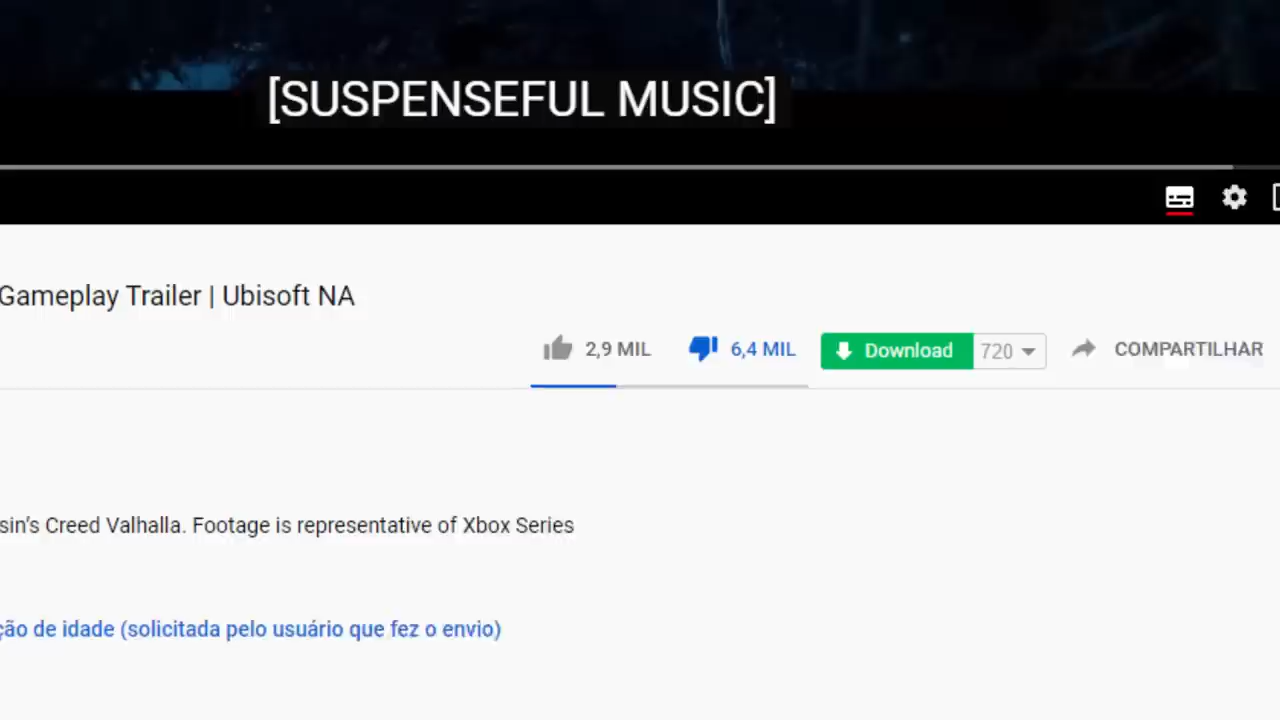 [SUSPENSEFUL MUSIC]
Gameplay Trailer | Ubisoft NA
2,9 MIL 6,4 MIL Download 720 COMPARTILHAR
sin's Creed Valhalla. Footage is representative of Xbox Series
ção de idade (solicitada pelo usuário que fez o envio)